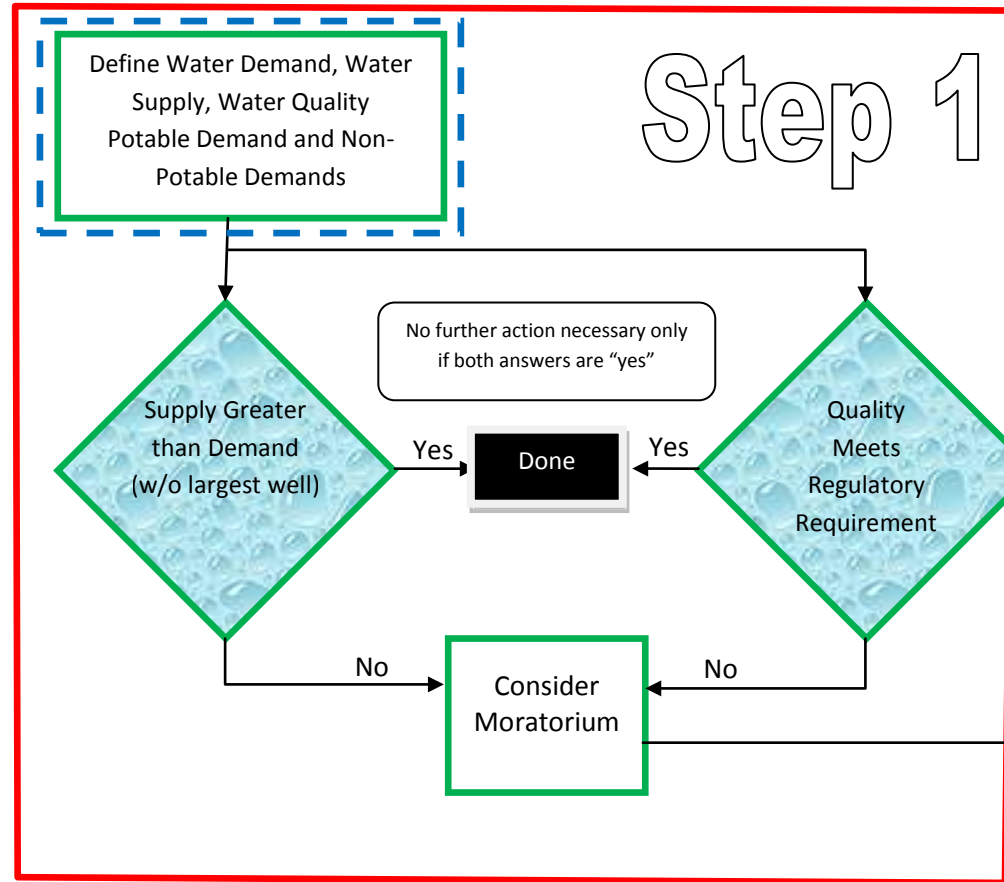 Define Water Demand, Water
Supply, Water Quality
Potable Demand and Non-
Potable Demands
Step 1
No further action necessary only
if both answers are “yes”
Supply Greater
than Demand
(w/o largest well)
Yes
Done
Yes
Quality
Meets
Regulatory
Requirement
No
Consider
Moratorium
No